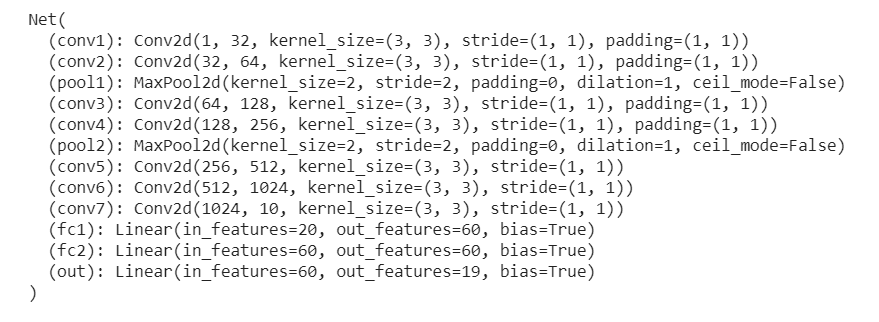 Net(
  (conv1): Conv2d(1, 32, kernel_size=(3, 3), stride=(1, 1), padding=(1, 1))
  (conv2): Conv2d(32, 64, kernel_size=(3, 3), stride=(1, 1), padding=(1, 1))
  (pool1): MaxPool2d(kernel_size=2, stride=2, padding=0, dilation=1, ceil_mode=False)
  (conv3): Conv2d(64, 128, kernel_size=(3, 3), stride=(1, 1), padding=(1, 1))
  (conv4): Conv2d(128, 256, kernel_size=(3, 3), stride=(1, 1), padding=(1, 1))
  (pool2): MaxPool2d(kernel_size=2, stride=2, padding=0, dilation=1, ceil_mode=False)
  (conv5): Conv2d(256, 512, kernel_size=(3, 3), stride=(1, 1))
  (conv6): Conv2d(512, 1024, kernel_size=(3, 3), stride=(1, 1))
  (conv7): Conv2d(1024, 10, kernel_size=(3, 3), stride=(1, 1))
  (fc1): Linear(in_features=20, out_features=60, bias=True)
  (fc2): Linear(in_features=60, out_features=60, bias=True)
  (out): Linear(in_features=60, out_features=19, bias=True)
)